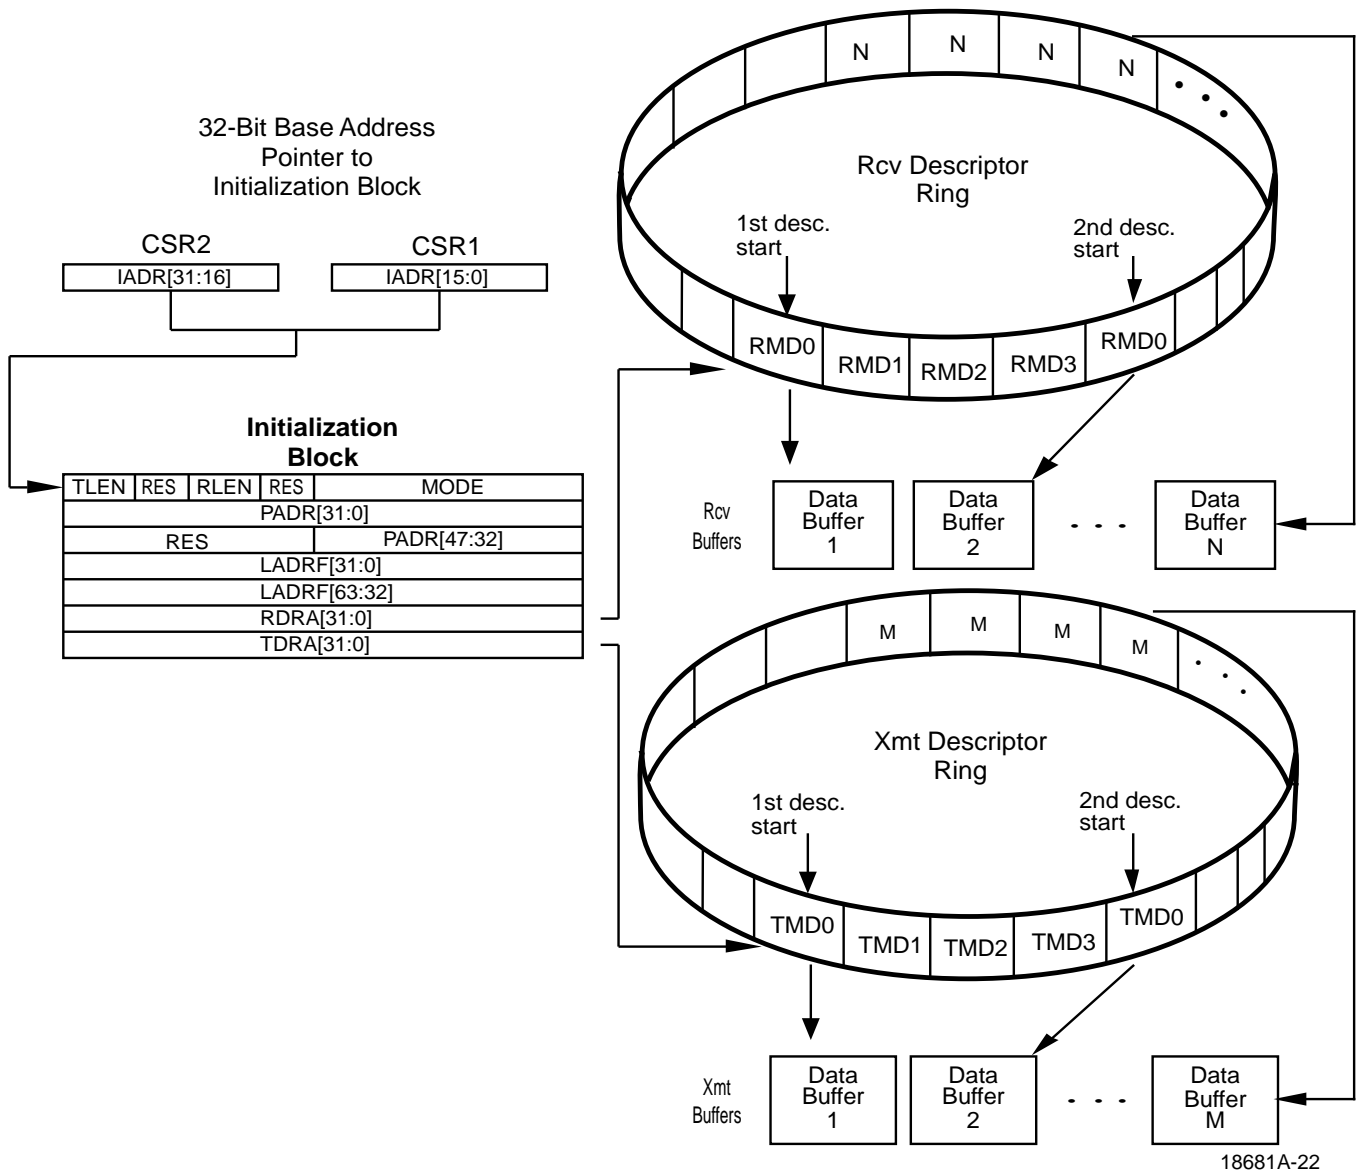 N N N N
32-Bit Base Address
Pointer to
Initialization Block
Rcv Descriptor
Ring
CSR2 CSR1
IADR[31:16] IADR[15:0]
1st desc.
start
2nd desc.
start
RMD0 RMD1 RMD2 RMD3 RMD0
Initialization
Block
TLEN RES RLEN RES MODE
PADR[31:0]
RES PADR[47:32]
LADRF[31:0]
LADRF[63:32]
RDRA[31:0]
TDRA[31:0]
Rcv
Buffers
Data
Buffer
1
Data
Buffer
2
. . .
Data
Buffer
N
M M M M
Xmt Descriptor
Ring
1st desc.
start
2nd desc.
start
TMD0 TMD1 TMD2 TMD3 TMD0
Xmt
Buffers
Data
Buffer
1
Data
Buffer
2
. . .
Data
Buffer
M
18681A-22